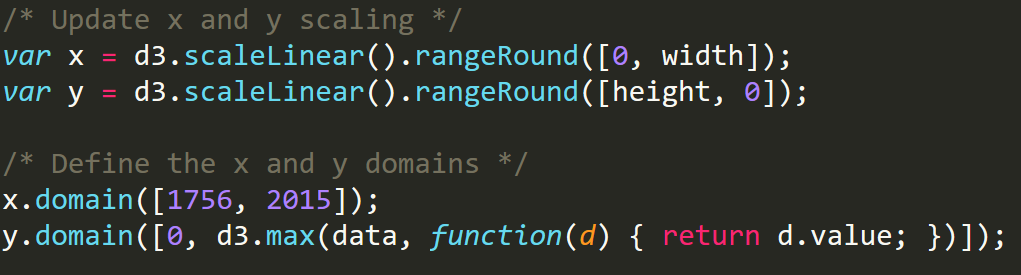 /* Update x and y scaling */
var x = d3.scaleLinear().rangeRound([0, width]);
var y = d3.scaleLinear().rangeRound([height, 0]);
/* Define the x and y domains */
x.domain([1756, 2015]);
y.domain([0, d3.max(data, function(d) { return d.value; })]);